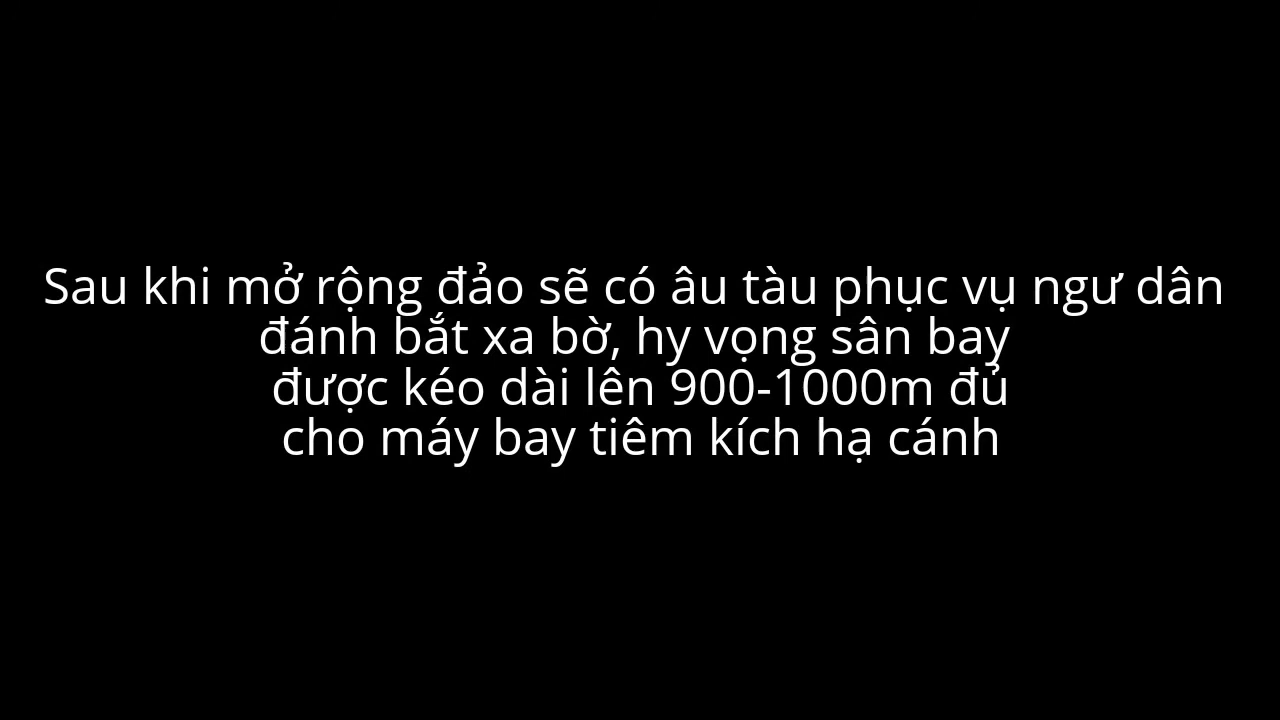 Sau khi mở rộng đảo sẽ có âu tàu phục vụ ngư dân
đánh bắt xa bờ, hy vọng sân bay
được kéo dài lên 900-1000m đủ
cho máy bay tiêm kích hạ cánh